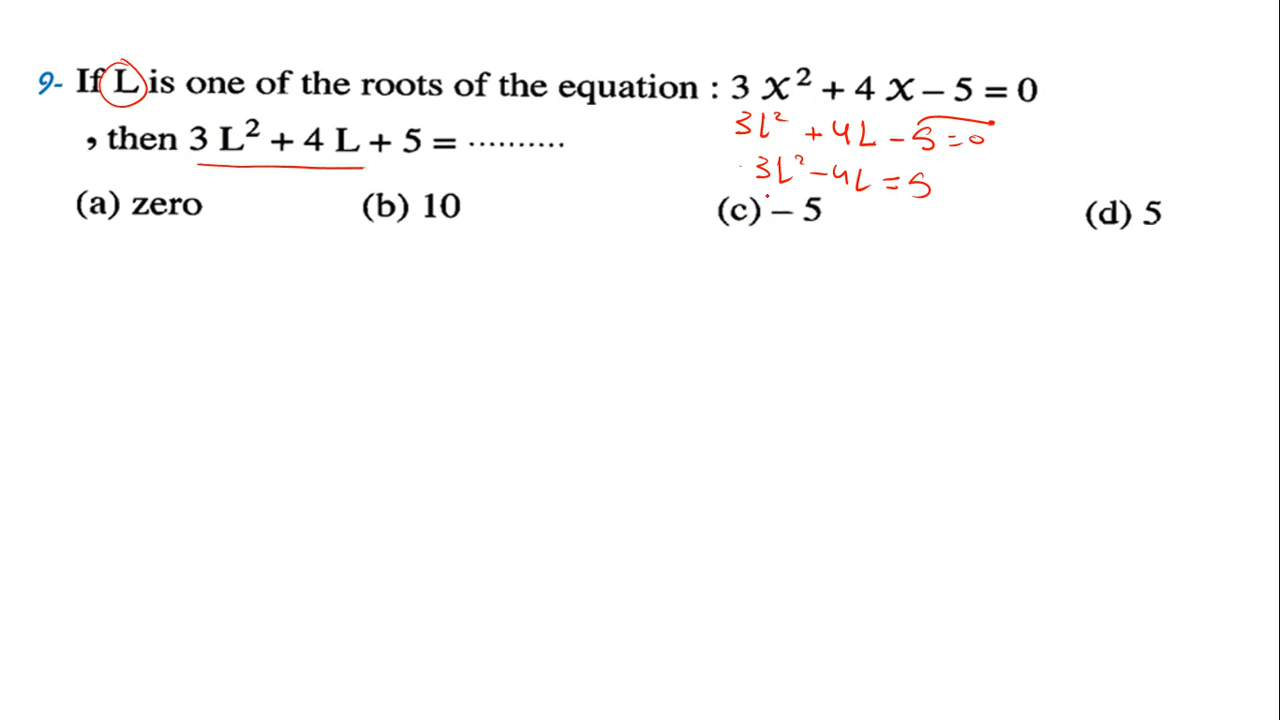 9- If L is one of the roots of the equation : 3 x² + 4 x – 5 = 0
3L² + 4L - 5 = 0
, then 3 L² + 4 L + 5 = ..........
3L² - 4L = 5
(a) zero (b) 10 (c) – 5 (d) 5